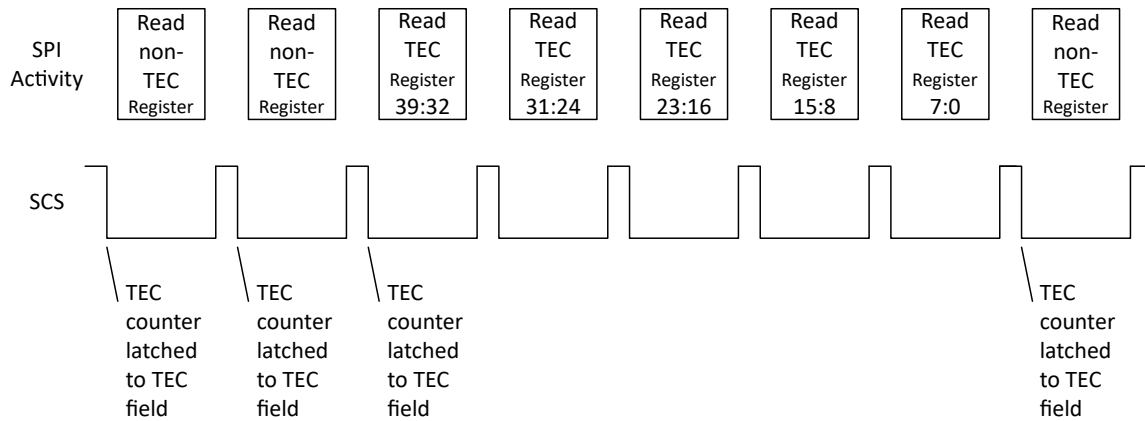 SPI
Activity
Read
non-
TEC
Register
Read
non-
TEC
Register
Read
TEC
Register
39:32
Read
TEC
Register
31:24
Read
TEC
Register
23:16
Read
TEC
Register
15:8
Read
TEC
Register
7:0
Read
non-
TEC
Register
SCS
TEC
counter
latched
to TEC
field
TEC
counter
latched
to TEC
field
TEC
counter
latched
to TEC
field
TEC
counter
latched
to TEC
field